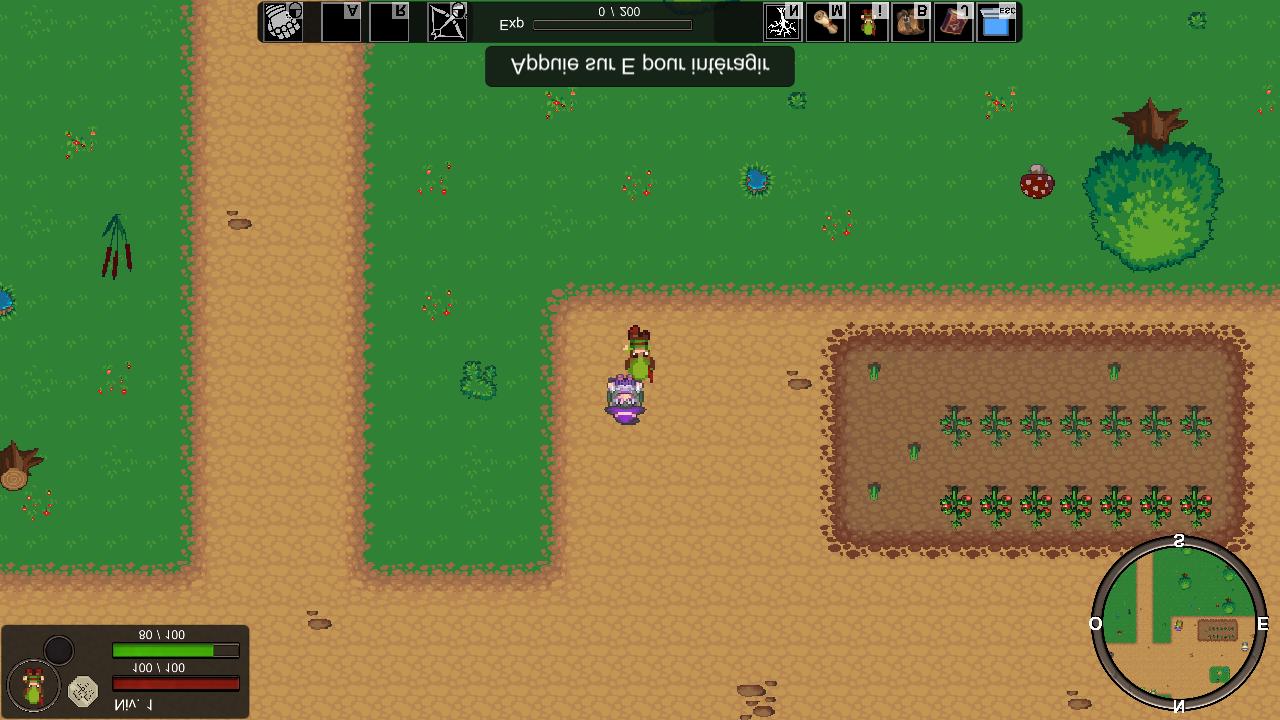 Niv. 1
100 / 100
80 / 100
N
O E
S
Appuie sur E pour intéragir
Exp 0 / 200
A R N M i B J ESC